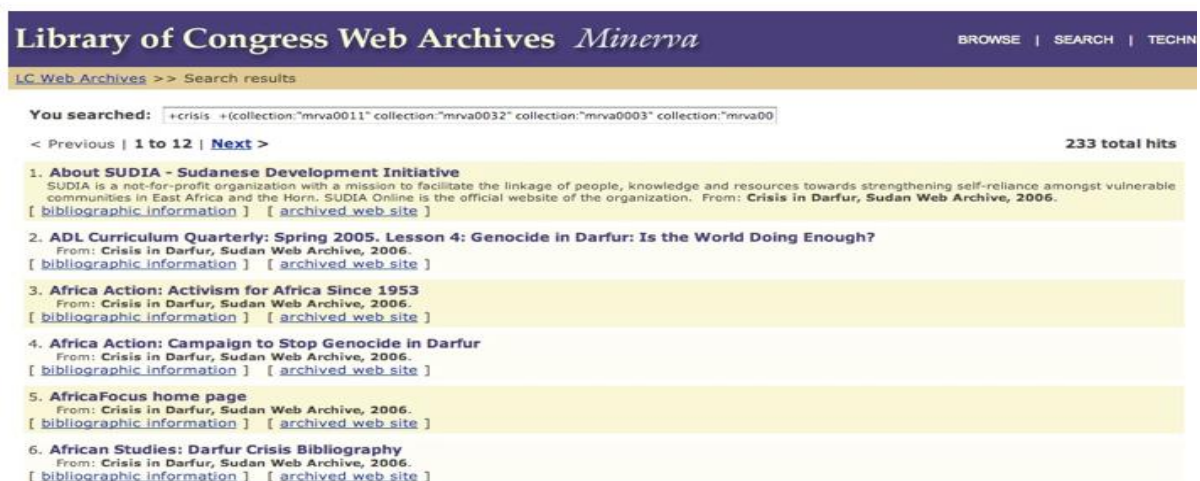 Library of Congress Web Archives Minerva
BROWSE | SEARCH | TECHN
LC Web Archives >> Search results
You searched: +crisis +(collection:"mrva0011" collection:"mrva0032" collection:"mrva0003" collection:"mrva00
< Previous | 1 to 12 | Next >
233 total hits
1. About SUDIA - Sudanese Development Initiative
SUDIA is a not-for-profit organization with a mission to facilitate the linkage of people, knowledge and resources towards strengthening self-reliance amongst vulnerable
communities in East Africa and the Horn. SUDIA Online is the official website of the organization. From: Crisis in Darfur, Sudan Web Archive, 2006.
[ bibliographic information ] [ archived web site ]
2. ADL Curriculum Quarterly: Spring 2005. Lesson 4: Genocide in Darfur: Is the World Doing Enough?
From: Crisis in Darfur, Sudan Web Archive, 2006.
[ bibliographic information ] [ archived web site ]
3. Africa Action: Activism for Africa Since 1953
From: Crisis in Darfur, Sudan Web Archive, 2006.
[ bibliographic information ] [ archived web site ]
4. Africa Action: Campaign to Stop Genocide in Darfur
From: Crisis in Darfur, Sudan Web Archive, 2006.
[ bibliographic information ] [ archived web site ]
5. AfricaFocus home page
From: Crisis in Darfur, Sudan Web Archive, 2006.
[ bibliographic information ] [ archived web site ]
6. African Studies: Darfur Crisis Bibliography
From: Crisis in Darfur, Sudan Web Archive, 2006.
[ bibliographic information ] [ archived web site ]